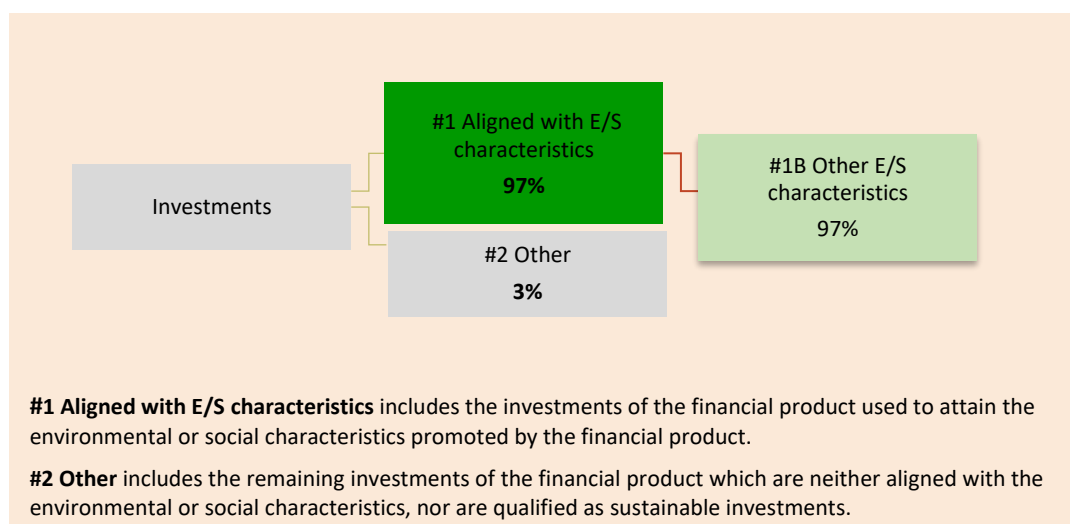 #1 Aligned with E/S
characteristics
97%
#1B Other E/S
characteristics
97%
Investments
#2 Other
3%
#1 Aligned with E/S characteristics includes the investments of the financial product used to attain the
environmental or social characteristics promoted by the financial product.
#2 Other includes the remaining investments of the financial product which are neither aligned with the
environmental or social characteristics, nor are qualified as sustainable investments.